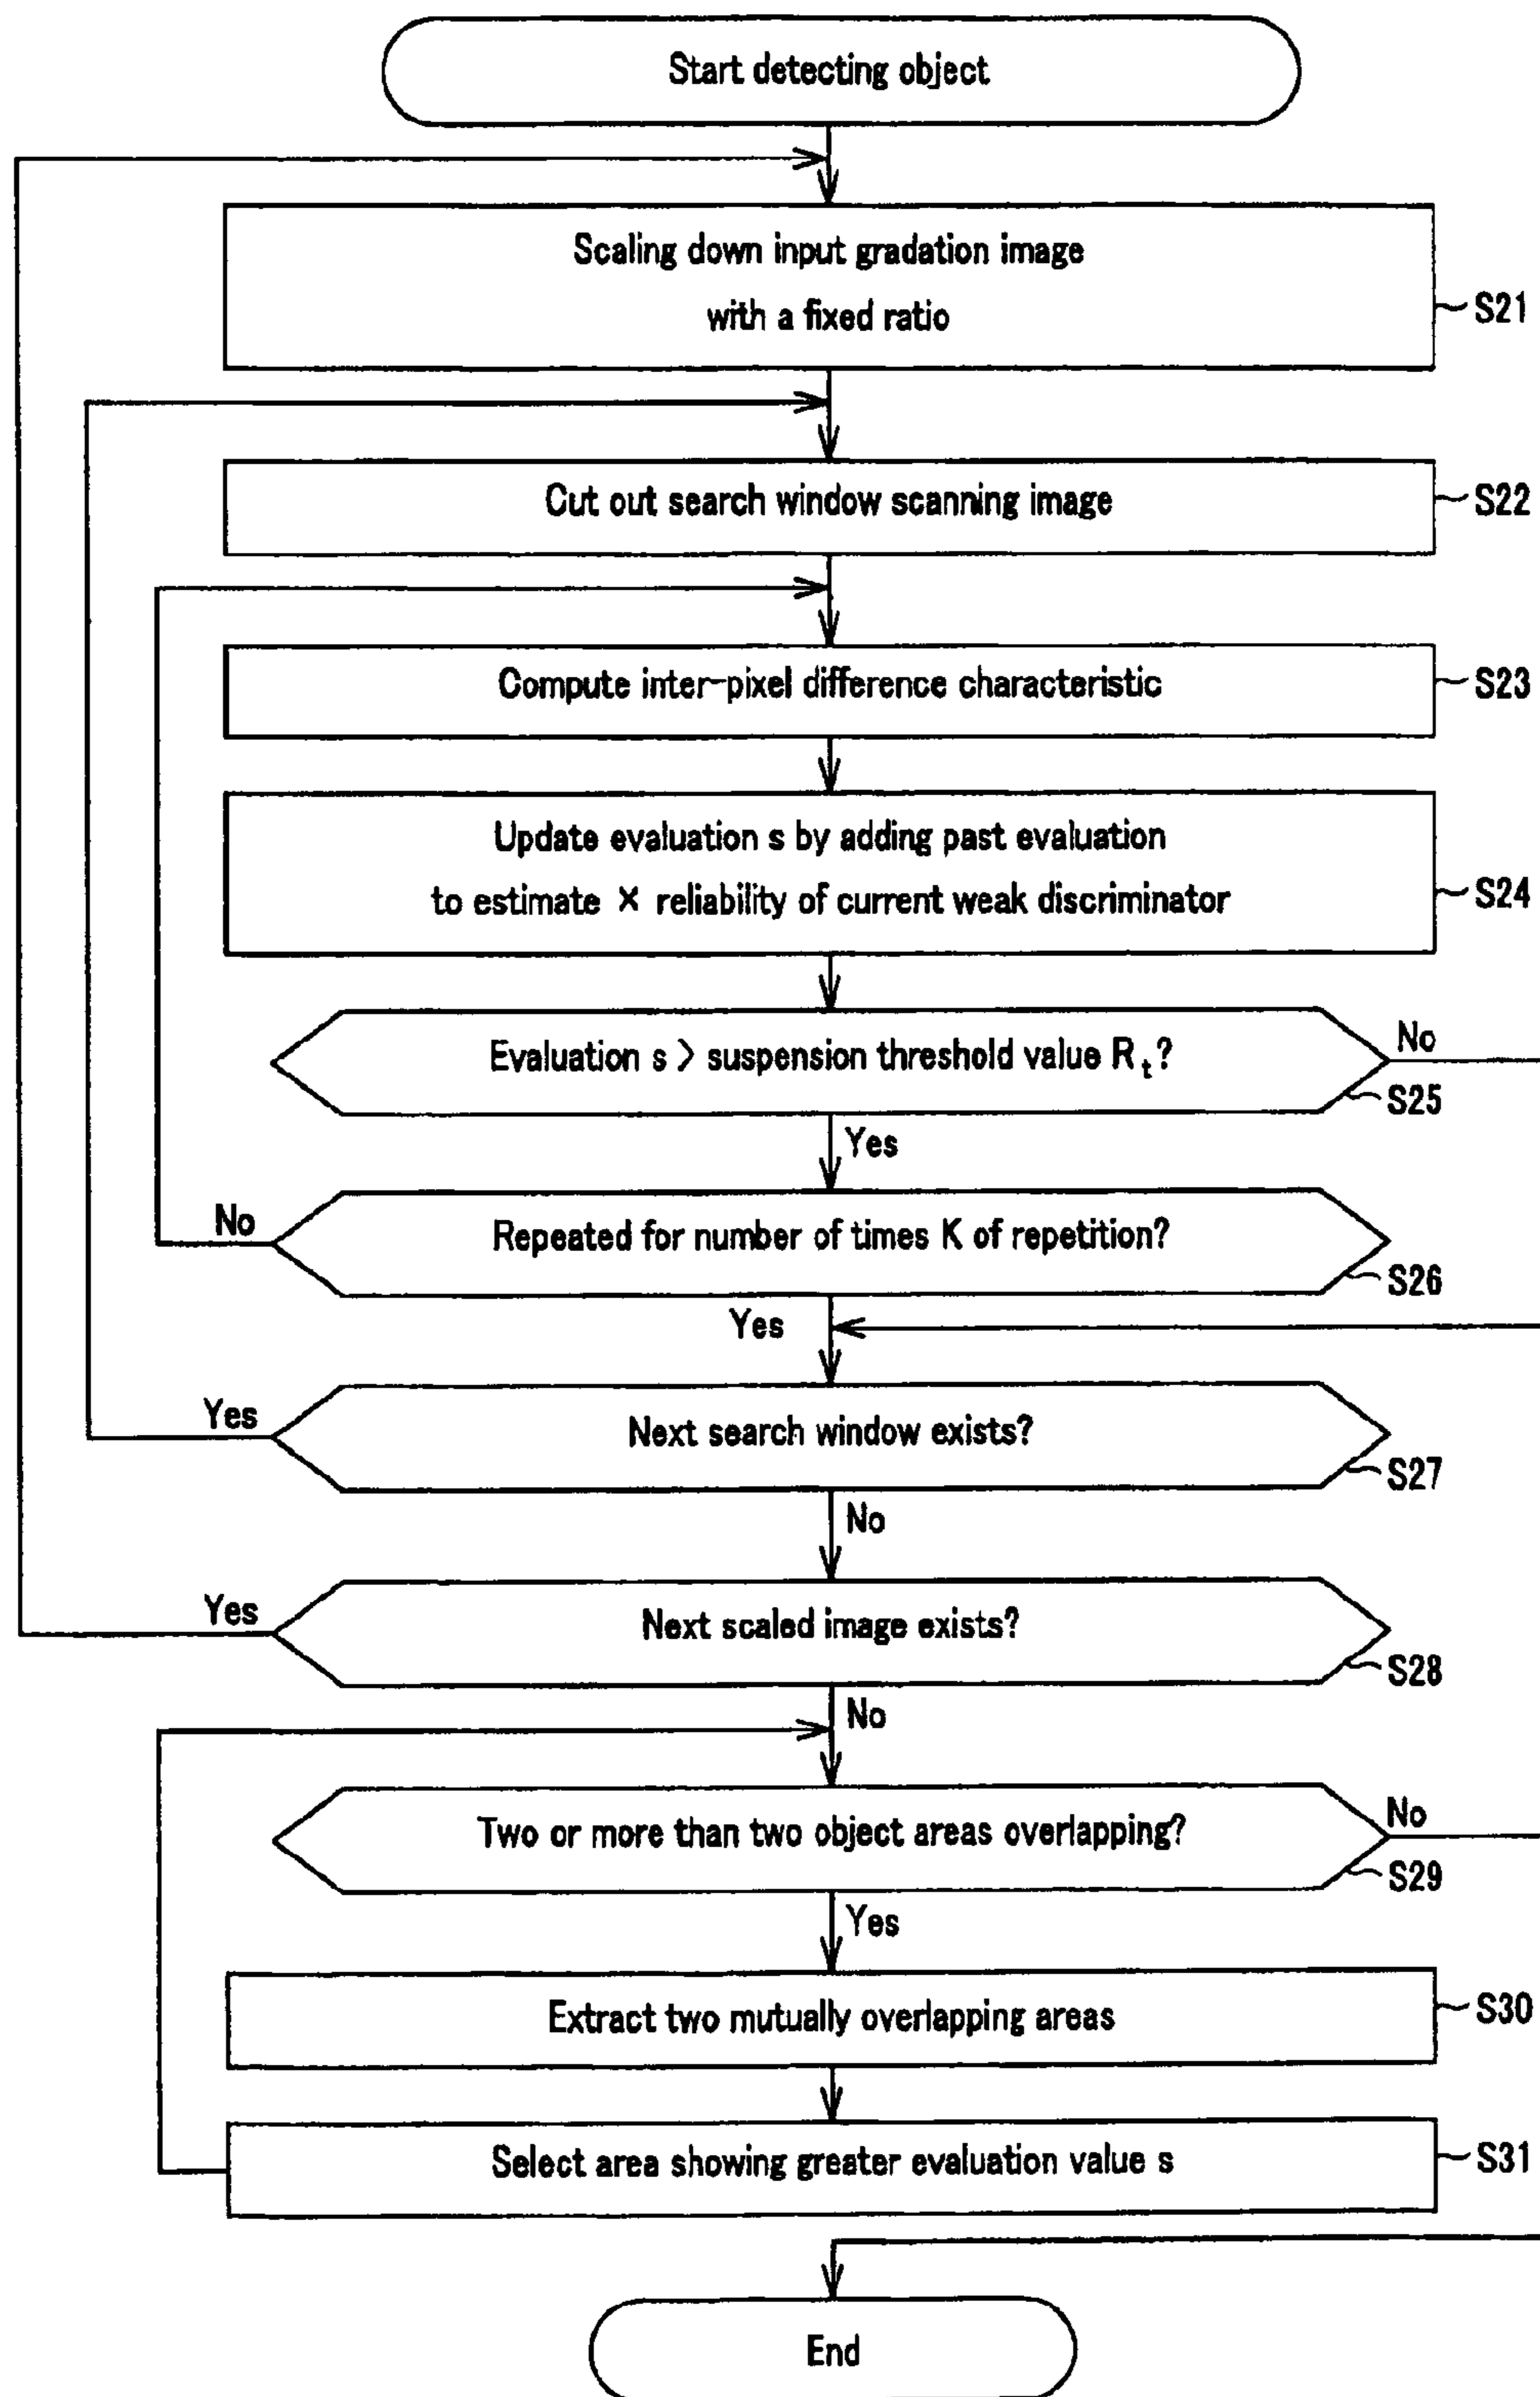 Start detecting object
Scaling down input gradation image
with a fixed ratio
S21
Cut out search window scanning image
S22
Compute inter-pixel difference characteristic
S23
Update evaluation s by adding past evaluation
to estimate × reliability of current weak discriminator
S24
Evaluation s > suspension threshold value Rt?
No
S25
Yes
No
Repeated for number of times K of repetition?
S26
Yes
Yes
Next search window exists?
S27
No
Yes
Next scaled image exists?
S28
No
Two or more than two object areas overlapping?
No
S29
Yes
Extract two mutually overlapping areas
S30
Select area showing greater evaluation value s
S31
End